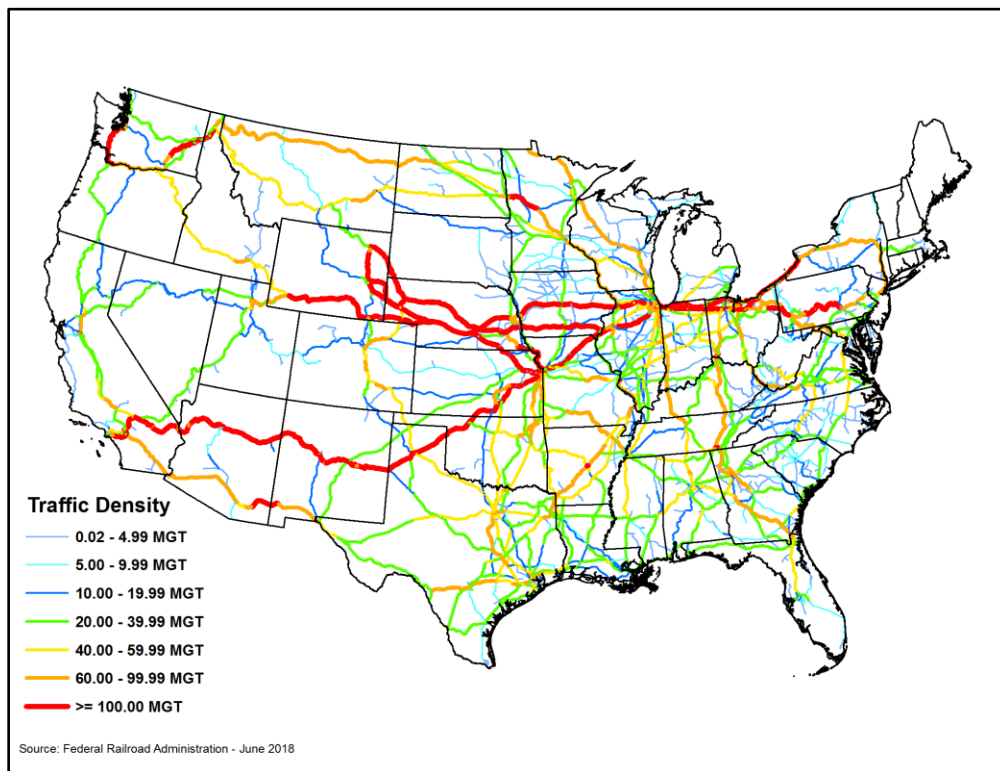 Traffic Density
0.02 - 4.99 MGT
5.00 - 9.99 MGT
10.00 - 19.99 MGT
20.00 - 39.99 MGT
40.00 - 59.99 MGT
60.00 - 99.99 MGT
>= 100.00 MGT
Source: Federal Railroad Administration - June 2018